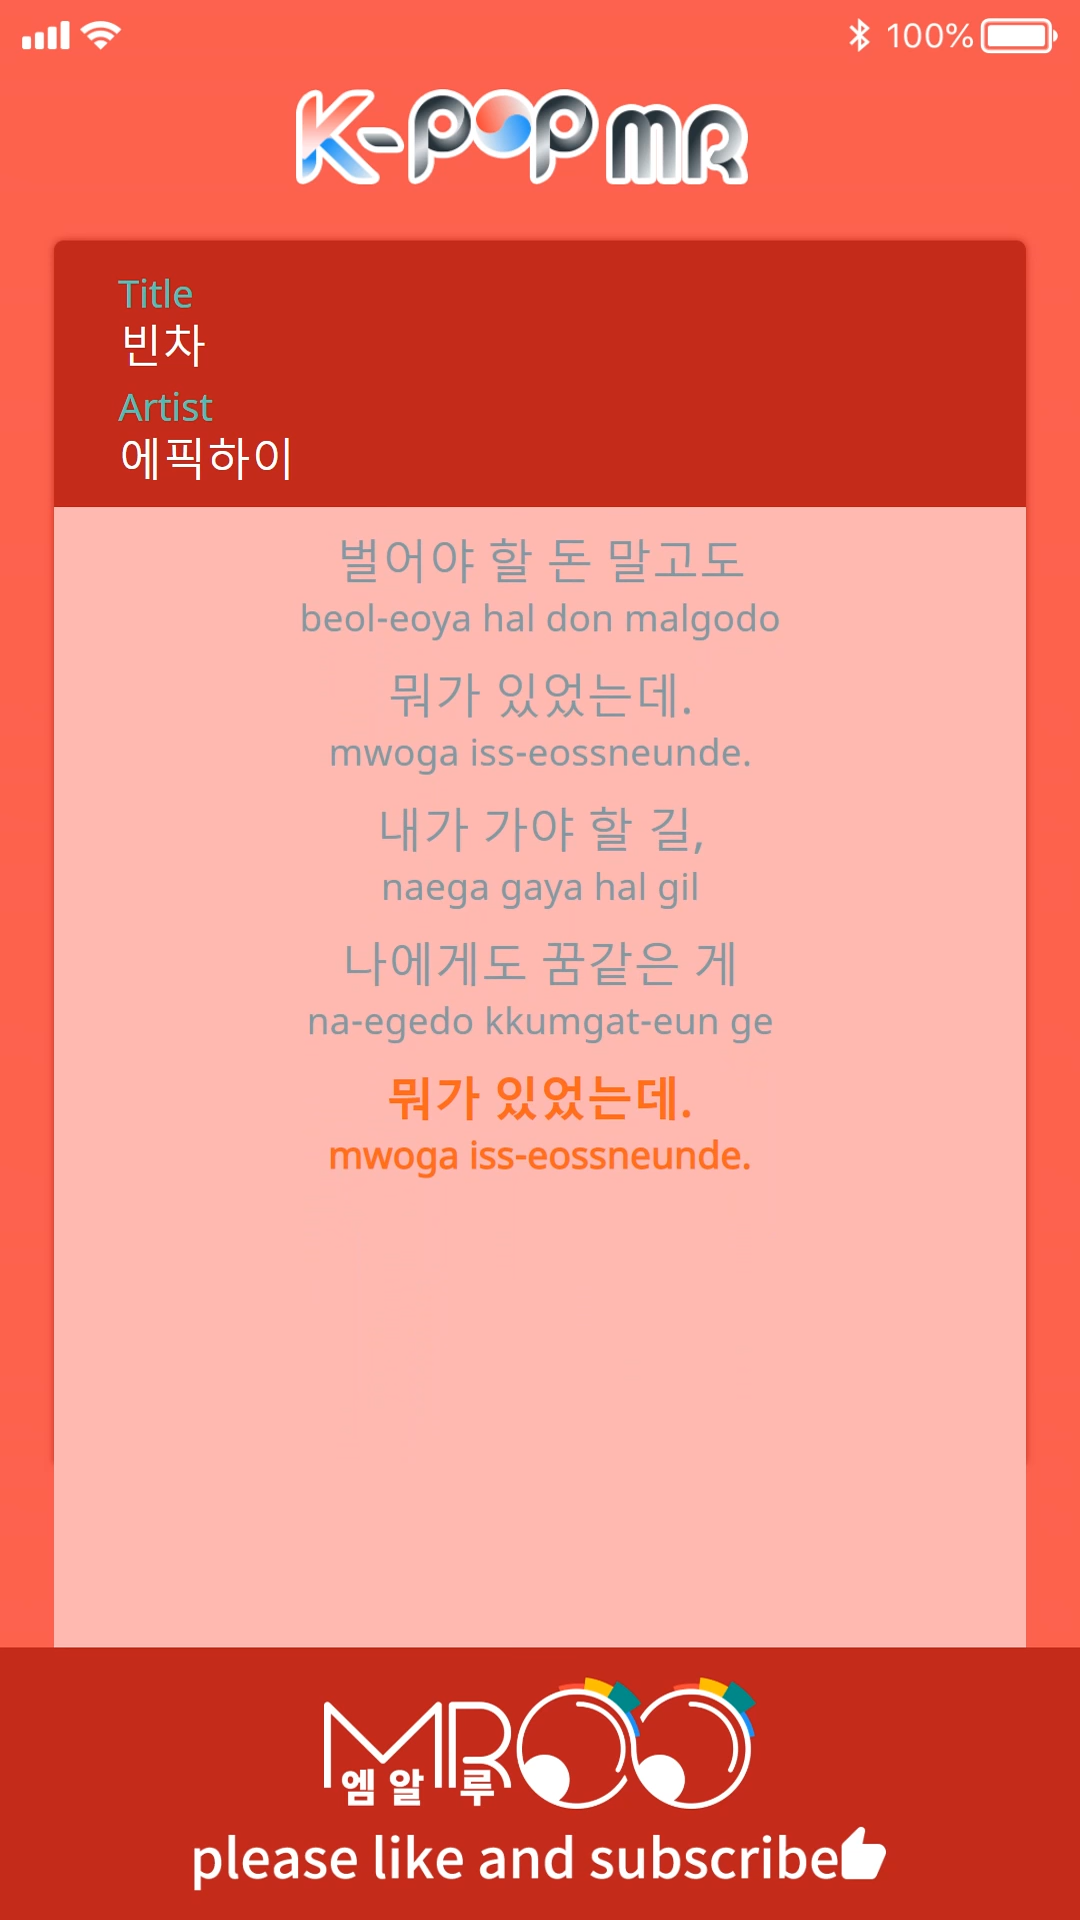 100%
K-POP MR
Title
빈차
Artist
에픽하이
벌어야 할 돈 말고도
beol-eoya hal don malgodo
뭐가 있었는데.
mwoga iss-eossneunde.
내가 가야 할 길,
naega gaya hal gil
나에게도 꿈같은 게
na-egedo kkumgat-eun ge
뭐가 있었는데.
mwoga iss-eossneunde.
MROO
엠 알 루
please like and subscribe